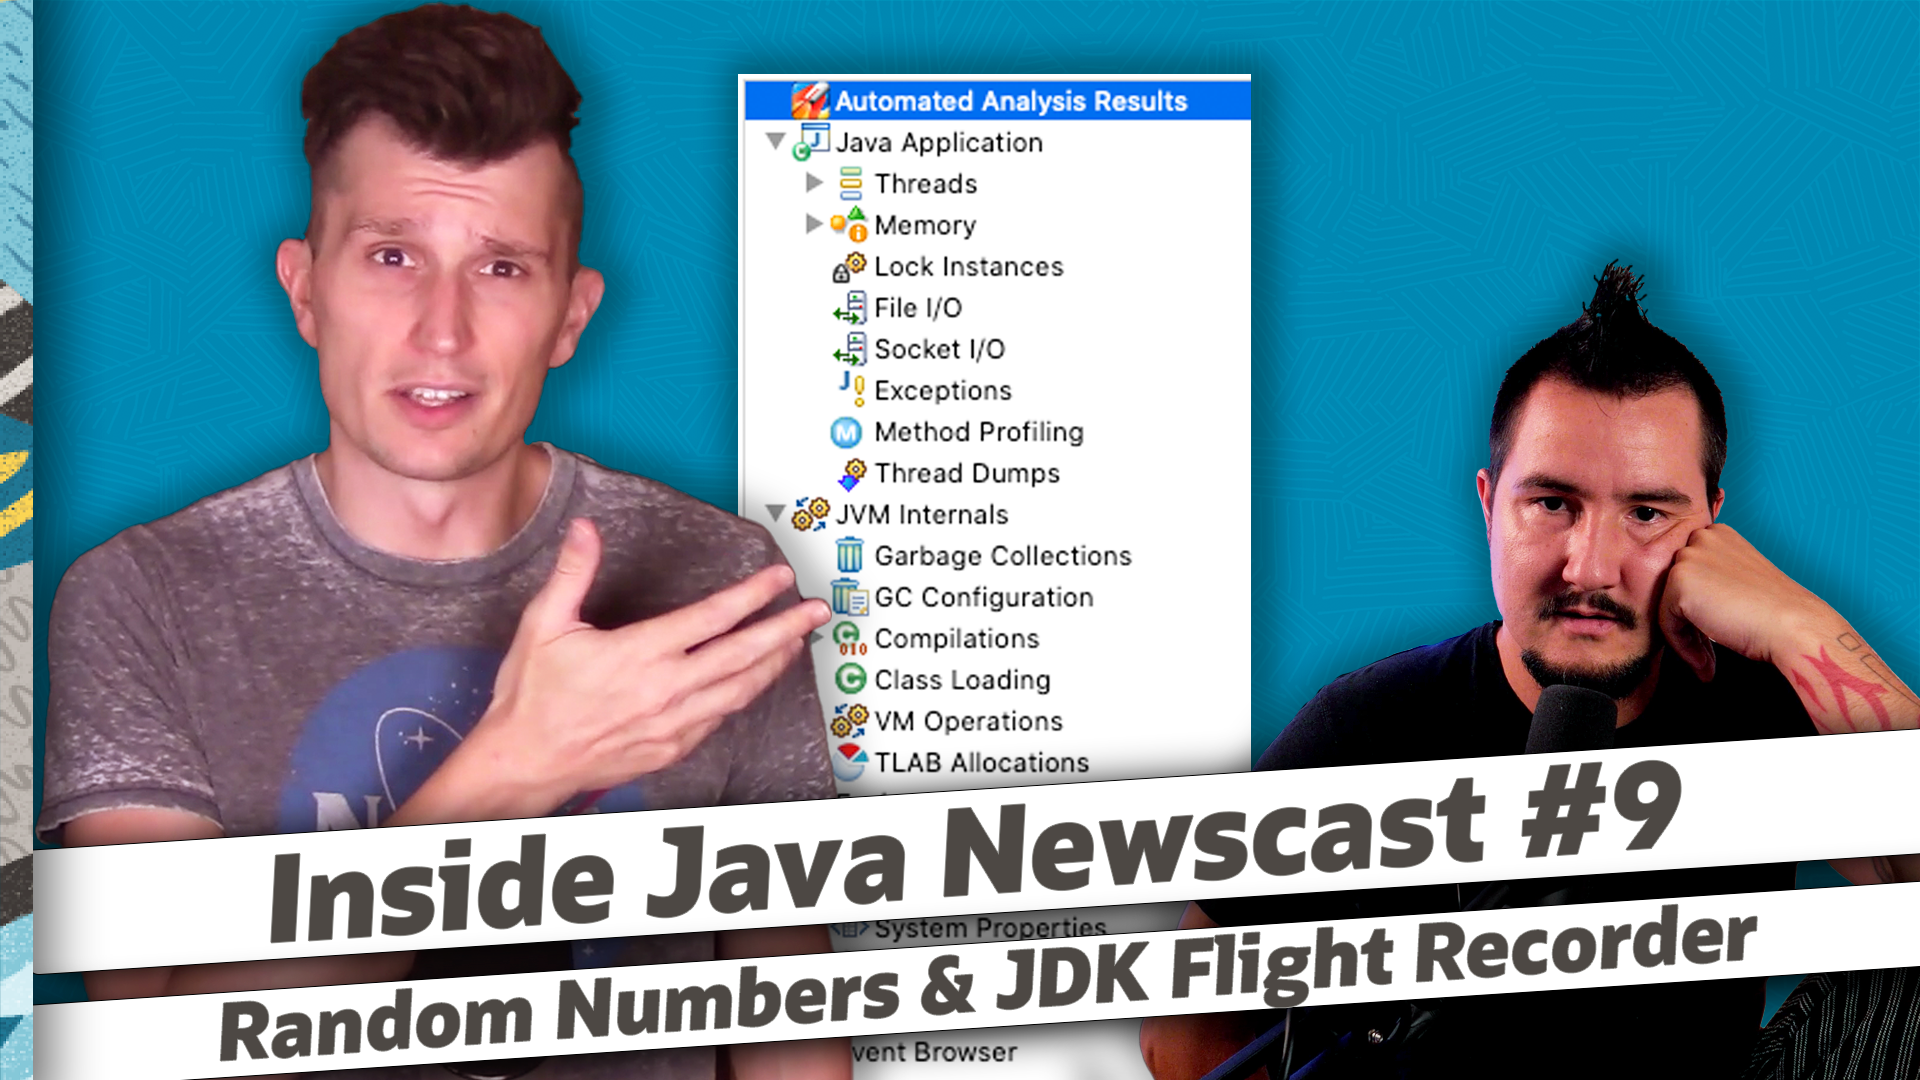 Automated Analysis Results
Java Application
Threads
Memory
Lock Instances
File I/O
Socket I/O
Exceptions
Method Profiling
Thread Dumps
JVM Internals
Garbage Collections
GC Configuration
Compilations
Class Loading
VM Operations
TLAB Allocations
Inside Java Newscast #9
System Properties
Random Numbers & JDK Flight Recorder
vent Browser